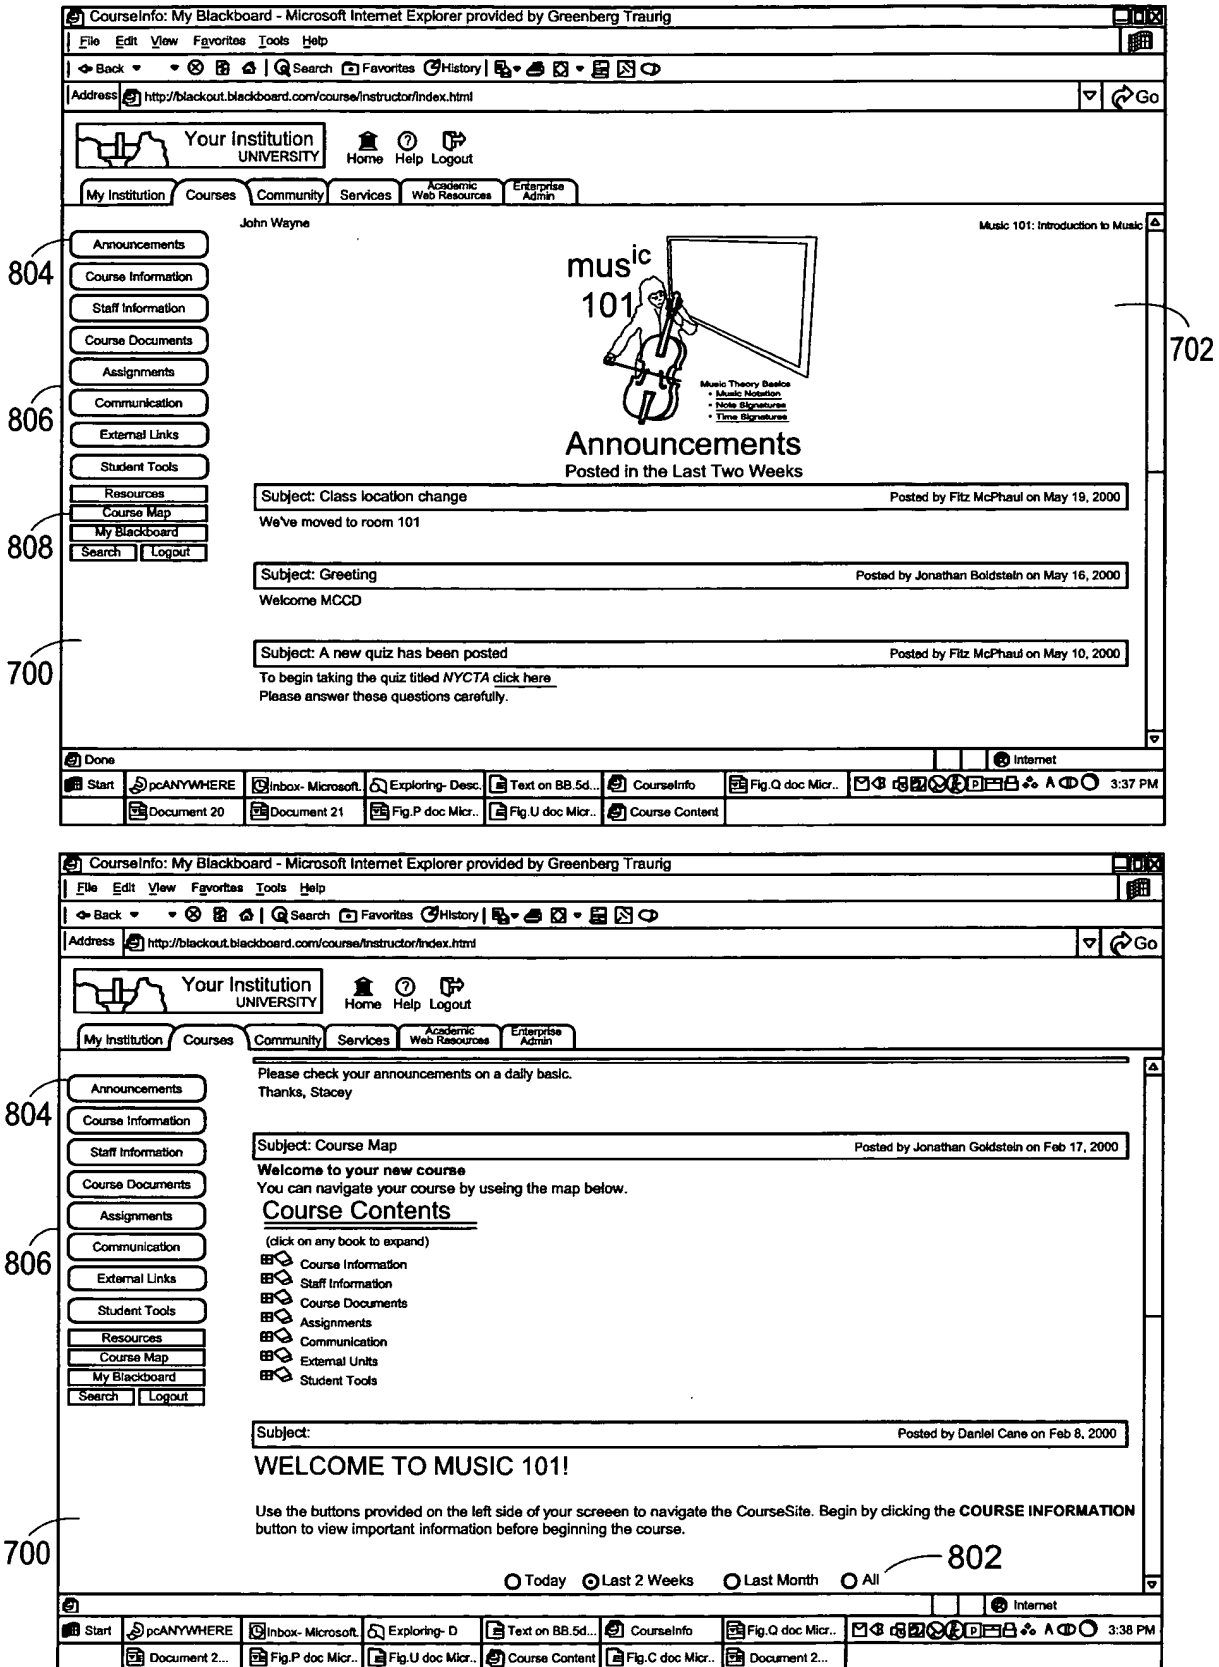 CourseInfo: My Blackboard - Microsoft Internet Explorer provided by Greenberg Traurig
File Edit View Favorites Tools Help
Back Search Favorites History
Address http://blackout.blackboard.com/course/instructor/index.html Go
Your Institution
UNIVERSITY
Home Help Logout
My Institution Courses Community Services Academic Web Resources Enterprise Admin
John Wayne Music 101: Introduction to Music
804
Announcements
Course Information
Staff Information
Course Documents
Assignments
806
Communication
External Links
Student Tools
Resources
Course Map
808
My Blackboard
Search Logout
700
702
music
101
Music Theory Basics
• Music Notation
• Note Signatures
• Time Signatures
Announcements
Posted in the Last Two Weeks
Subject: Class location change Posted by Fitz McPhaul on May 19, 2000
We've moved to room 101
Subject: Greeting Posted by Jonathan Boldstein on May 16, 2000
Welcome MCCD
Subject: A new quiz has been posted Posted by Fitz McPhaul on May 10, 2000
To begin taking the quiz titled NYCTA click here
Please answer these questions carefully.
Done Internet
Start pcANYWHERE Inbox- Microsoft. Exploring- Desc. Text on BB.5d... CourseInfo Fig.Q doc Micr.. 3:37 PM
Document 20 Document 21 Fig.P doc Micr.. Fig.U doc Micr.. Course Content
CourseInfo: My Blackboard - Microsoft Internet Explorer provided by Greenberg Traurig
File Edit View Favorites Tools Help
Back Search Favorites History
Address http://blackout.blackboard.com/course/instructor/index.html Go
Your Institution
UNIVERSITY
Home Help Logout
My Institution Courses Community Services Academic Web Resources Enterprise Admin
804
Announcements
Course Information
Staff Information
Course Documents
Assignments
806
Communication
External Links
Student Tools
Resources
Course Map
My Blackboard
Search Logout
700
Please check your announcements on a daily basic.
Thanks, Stacey
Subject: Course Map Posted by Jonathan Goldstein on Feb 17, 2000
Welcome to your new course
You can navigate your course by useing the map below.
Course Contents
(click on any book to expand)
Course Information
Staff Information
Course Documents
Assignments
Communication
External Units
Student Tools
Subject: Posted by Daniel Cane on Feb 8, 2000
WELCOME TO MUSIC 101!
Use the buttons provided on the left side of your screeen to navigate the CourseSite. Begin by clicking the COURSE INFORMATION
button to view important information before beginning the course.
802
Today Last 2 Weeks Last Month All
Internet
Start pcANYWHERE Inbox- Microsoft. Exploring- D Text on BB.5d... CourseInfo Fig.Q doc Micr.. 3:38 PM
Document 2... Fig.P doc Micr.. Fig.U doc Micr.. Course Content Fig.C doc Micr.. Document 2...